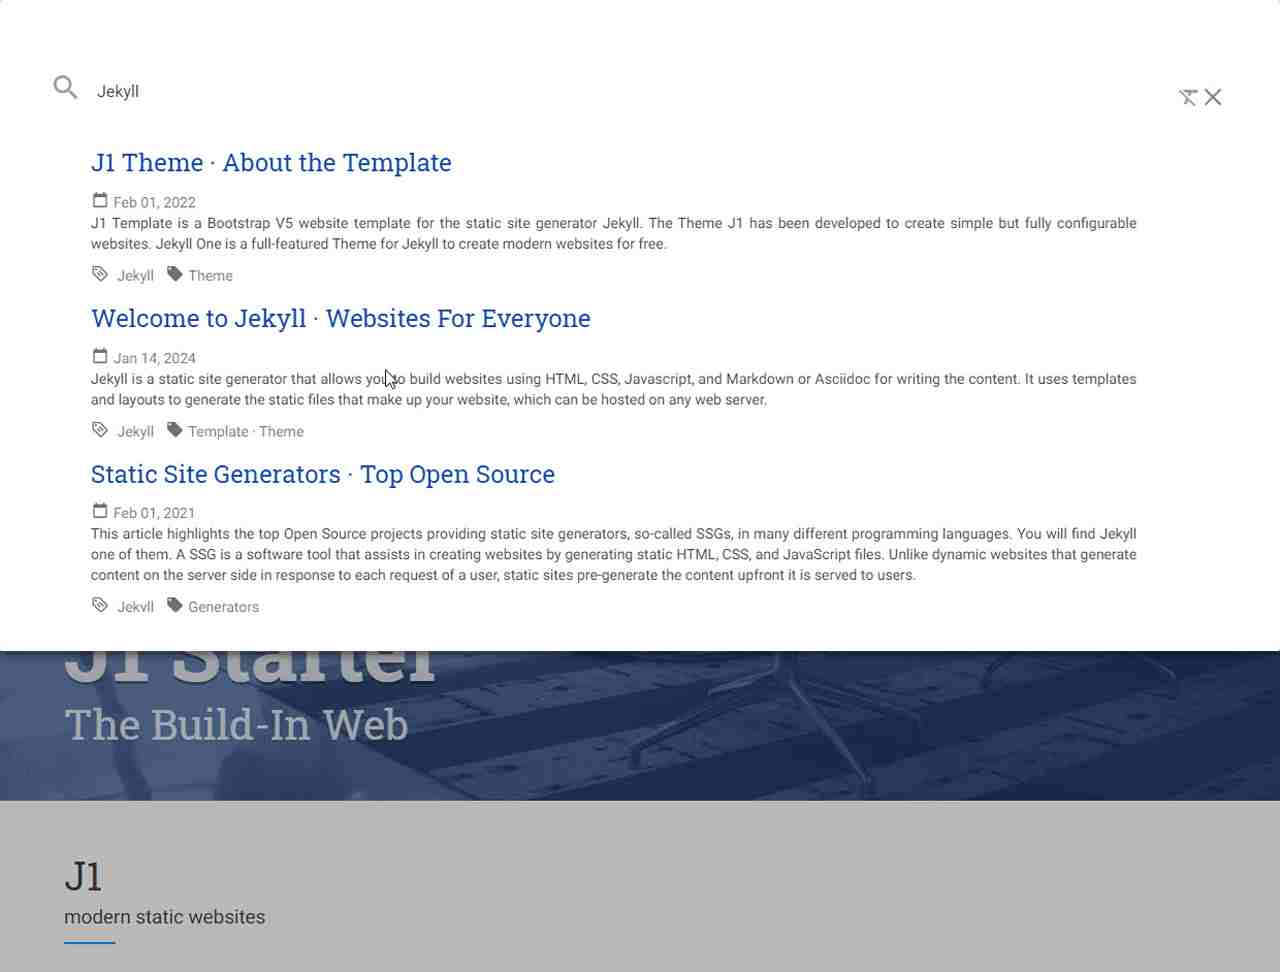 Jekyll
J1 Theme · About the Template
Feb 01, 2022
J1 Template is a Bootstrap V5 website template for the static site generator Jekyll. The Theme J1 has been developed to create simple but fully configurable
websites. Jekyll One is a full-featured Theme for Jekyll to create modern websites for free.
Jekyll Theme
Welcome to Jekyll · Websites For Everyone
Jan 14, 2024
Jekyll is a static site generator that allows you to build websites using HTML, CSS, Javascript, and Markdown or Asciidoc for writing the content. It uses templates
and layouts to generate the static files that make up your website, which can be hosted on any web server.
Jekyll Template · Theme
Static Site Generators · Top Open Source
Feb 01, 2021
This article highlights the top Open Source projects providing static site generators, so-called SSGs, in many different programming languages. You will find Jekyll
one of them. A SSG is a software tool that assists in creating websites by generating static HTML, CSS, and JavaScript files. Unlike dynamic websites that generate
content on the server side in response to each request of a user, static sites pre-generate the content upfront it is served to users.
Jekyll Generators
J1 Starter
The Build-In Web
J1
modern static websites